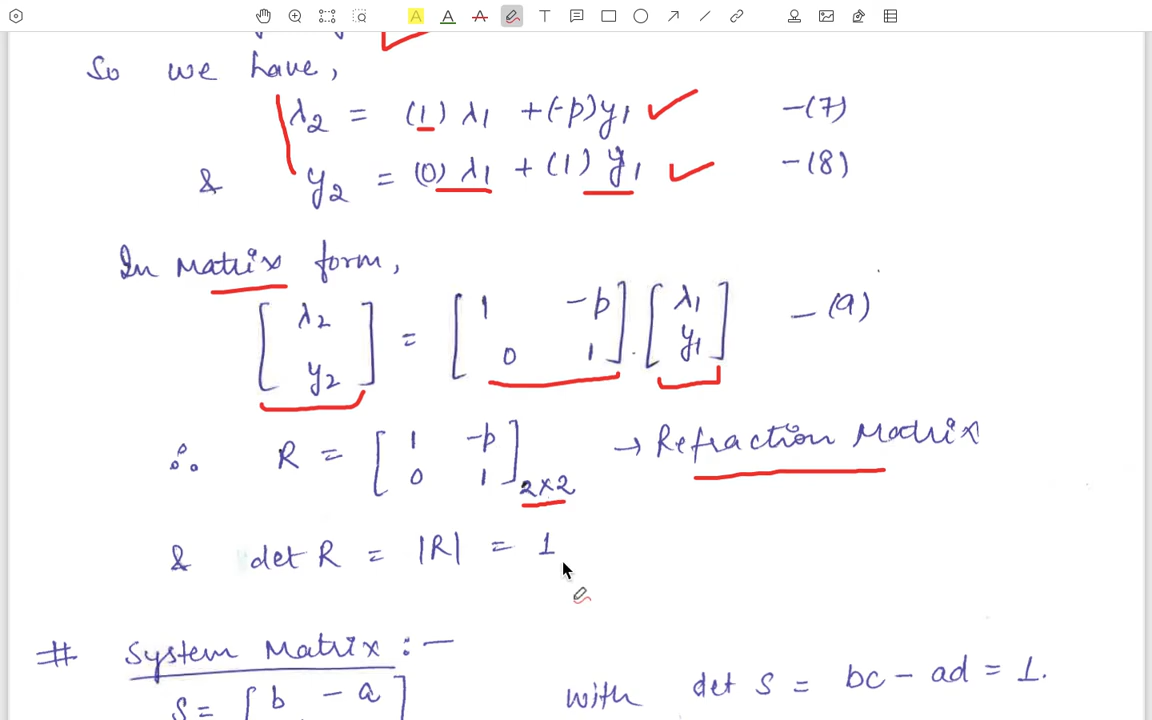 So we have,
λ2 = (1) λ1 + (-p) y1 -(7)
& y2 = (0) λ1 + (1) y1 -(8)
In Matrix form,
[λ2 y2] = [1 -p 0 1] . [λ1 y1] -(9)
∴ R = [1 -p 0 1] 2×2 → Refraction Matrix
& det R = |R| = 1
# System Matrix :-
S = [b -a] with det S = bc - ad = 1.